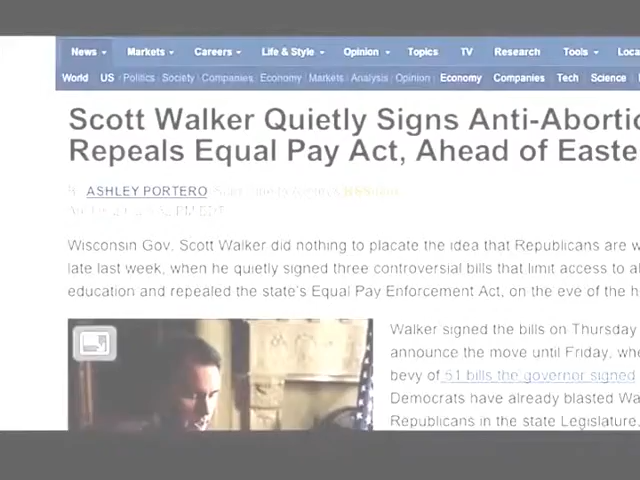 News Markets Careers Life & Style Opinion Topics TV Research Tools Loca
World US Politics Society Companies Economy Markets Analysis Opinion Economy Companies Tech Science
Scott Walker Quietly Signs Anti-Abortio
Repeals Equal Pay Act, Ahead of Easte
ASHLEY PORTERO
Wisconsin Gov. Scott Walker did nothing to placate the idea that Republicans are w
late last week, when he quietly signed three controversial bills that limit access to a
education and repealed the state's Equal Pay Enforcement Act, on the eve of the h
Walker signed the bills on Thursday
announce the move until Friday, whe
bevy of 51 bills the governor signed
Democrats have already blasted Wa
Republicans in the state Legislature,